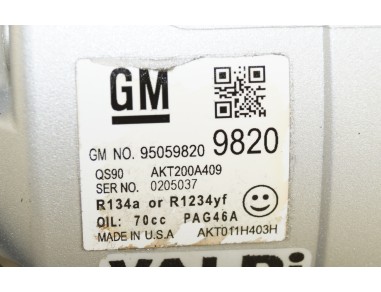 GM
GM NO. 95059820 9820
QS90 AKT200A409
SER NO. 0205037
R134a or R1234yf
OIL: 70cc PAG46A
MADE IN U.S.A AKT011H403H